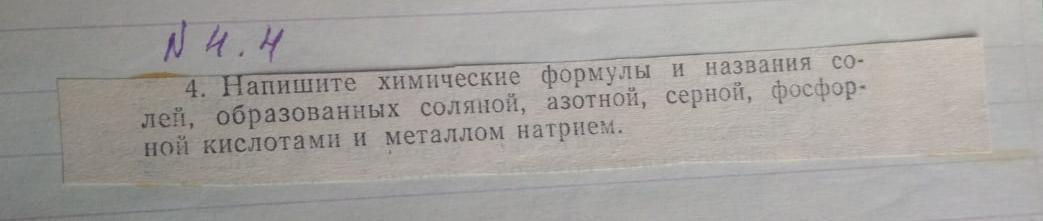 N 4.4
4. Напишите химические формулы и названия со-
лей, образованных соляной, азотной, серной, фосфор-
ной кислотами и металлом натрием.